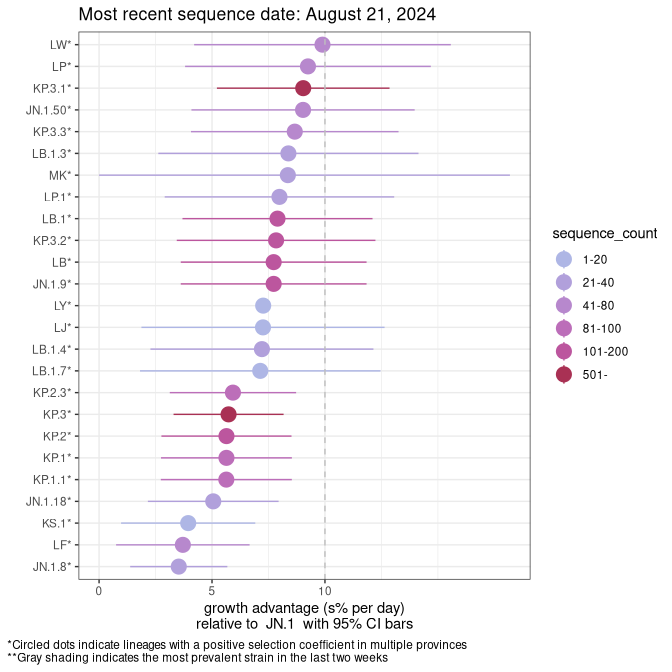 Most recent sequence date: August 21, 2024
LW*
LP*
KP.3.1*
JN.1.50*
KP.3.3*
LB.1.3*
MK*
LP.1*
LB.1*
KP.3.2*
LB*
JN.1.9*
LY*
LJ*
LB.1.4*
LB.1.7*
KP.2.3*
KP.3*
KP.2*
KP.1*
KP.1.1*
JN.1.18*
KS.1*
LF*
JN.1.8*
0 5 10
growth advantage (s% per day)
relative to JN.1 with 95% CI bars
sequence_count
1-20
21-40
41-80
81-100
101-200
501-
*Circled dots indicate lineages with a positive selection coefficient in multiple provinces
**Gray shading indicates the most prevalent strain in the last two weeks